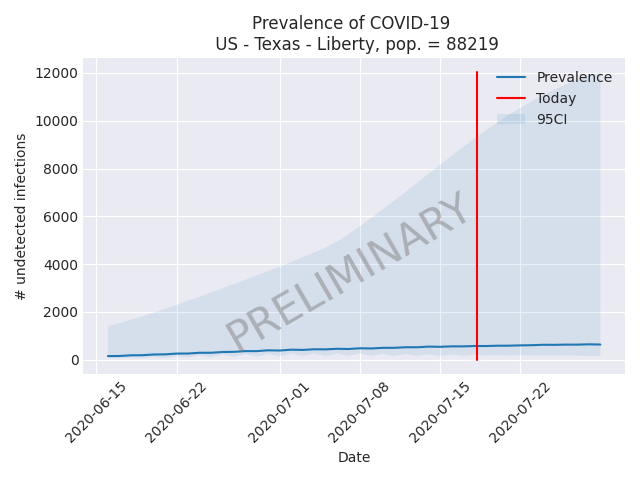 Prevalence of COVID-19
US - Texas - Liberty, pop. = 88219
12000
10000
8000
6000
4000
2000
0
# undetected infections
Prevalence
Today
95CI
PRELIMINARY
2020-06-15
2020-06-22
2020-07-01
2020-07-08
2020-07-15
2020-07-22
Date